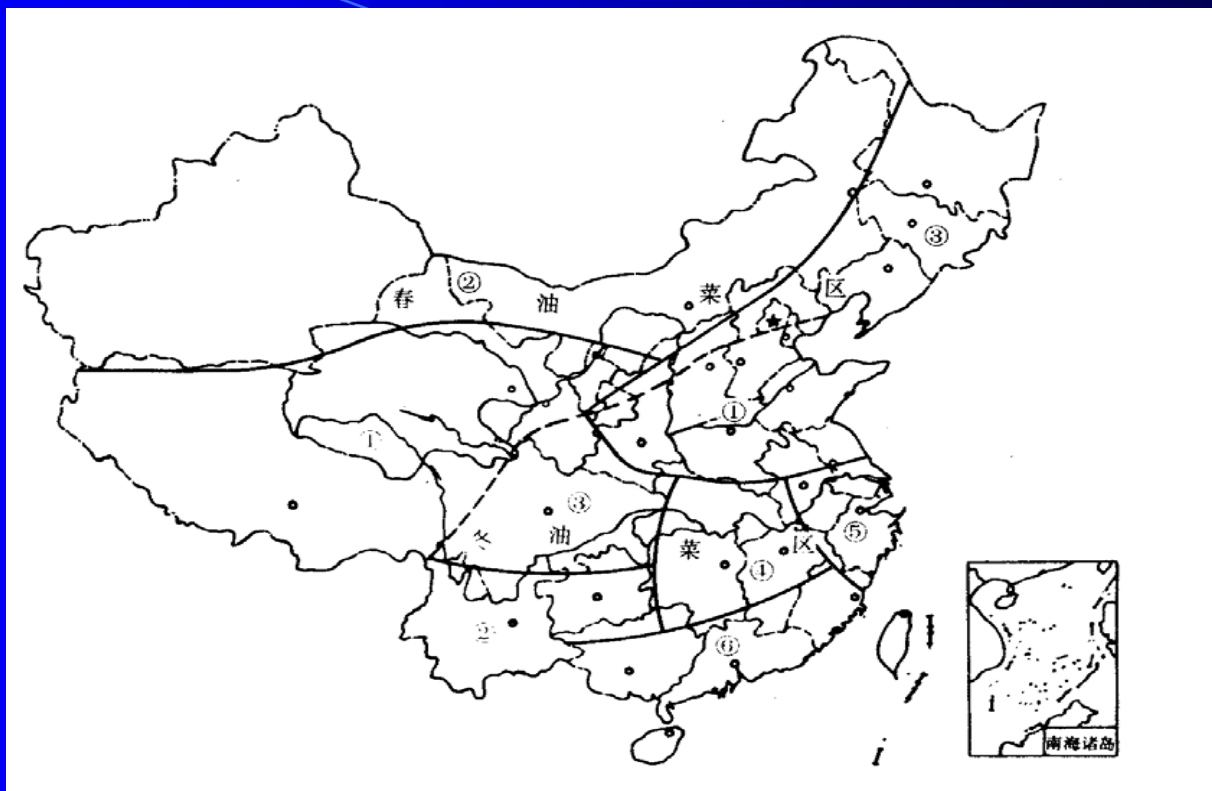 ③
② 春 油 菜 区
①
①
③
冬 油 菜 区 ⑤
④
② ⑥
南海诸岛